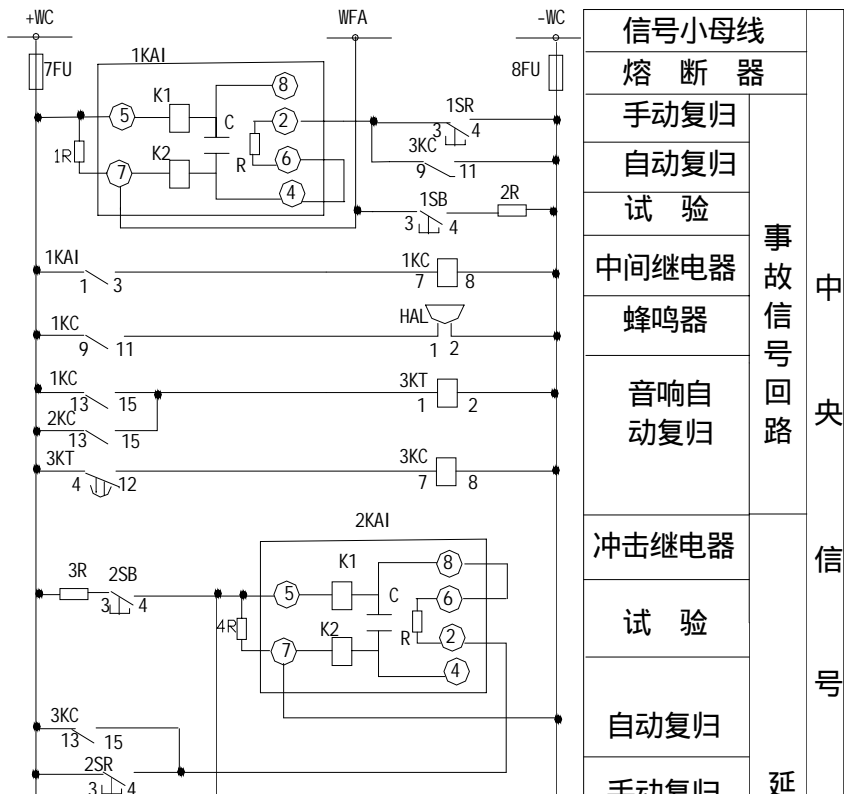 +WC WFA -WC
7FU 8FU
1KAI
8
K1
5 C 2
1SR
3 4
1R
K2 R 6
7
3KC
9 11
4
1SB 2R
3 4
1KAI 1KC
1 3 7 8
1KC HAL
9 11 1 2
1KC 3KT
13 15 1 2
2KC
13 15
3KT 3KC
4 12 7 8
2KAI
K1 8
3R 2SB
3 4
5 C 6
4R
K2 R 2
7
4
3KC
13 15
2SR
3 4
信号小母线
熔 断 器
手动复归
自动复归
试 验
中间继电器
蜂鸣器
音响自
动复归
冲击继电器
试 验
自动复归
手动复归
事
故
信
号
回
路
延
中
央
信
号